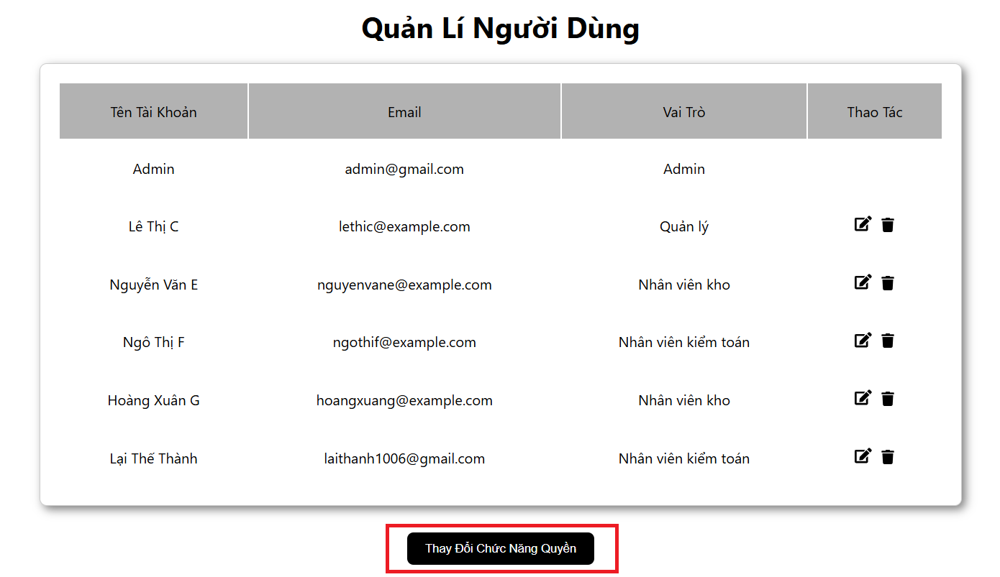 Quản Lí Người Dùng
Tên Tài Khoản Email Vai Trò Thao Tác
Admin admin@gmail.com Admin
Lê Thị C lethic@example.com Quản lý
Nguyễn Văn E nguyenvane@example.com Nhân viên kho
Ngô Thị F ngothif@example.com Nhân viên kiểm toán
Hoàng Xuân G hoangxuang@example.com Nhân viên kho
Lại Thế Thành laithanh1006@gmail.com Nhân viên kiểm toán
Thay Đổi Chức Năng Quyền